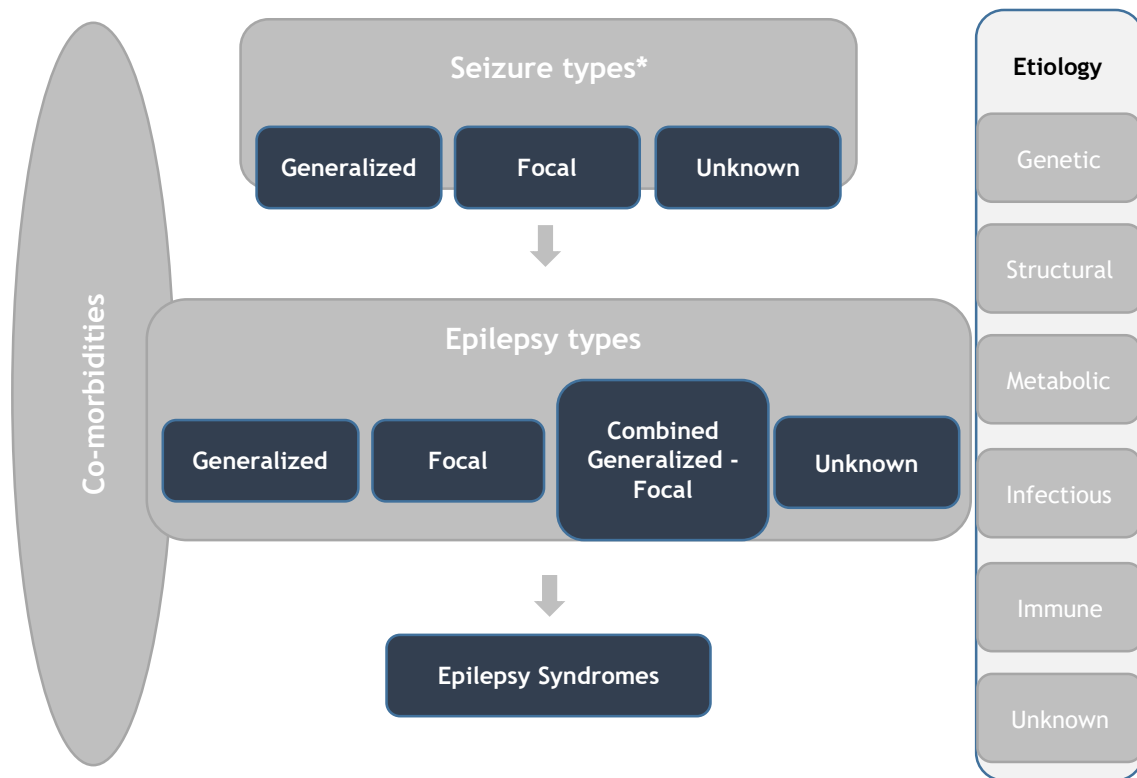 Seizure types*
Generalized
Focal
Unknown
Co-morbidities
Epilepsy types
Generalized
Focal
Combined
Generalized -
Focal
Unknown
Epilepsy Syndromes
Etiology
Genetic
Structural
Metabolic
Infectious
Immune
Unknown